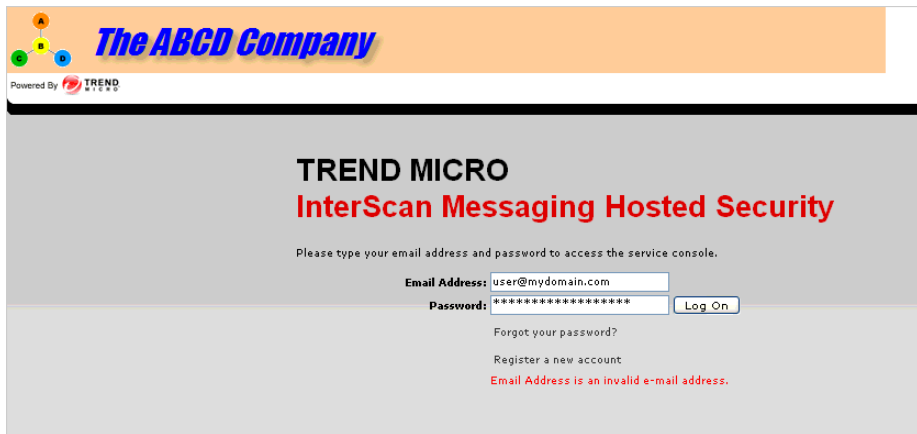 A
B
C
D
The ABCD Company
Powered By TREND MICRO
TREND MICRO
InterScan Messaging Hosted Security
Please type your email address and password to access the service console.
Email Address: user@mydomain.com
Password: ****************** Log On
Forgot your password?
Register a new account
Email Address is an invalid e-mail address.